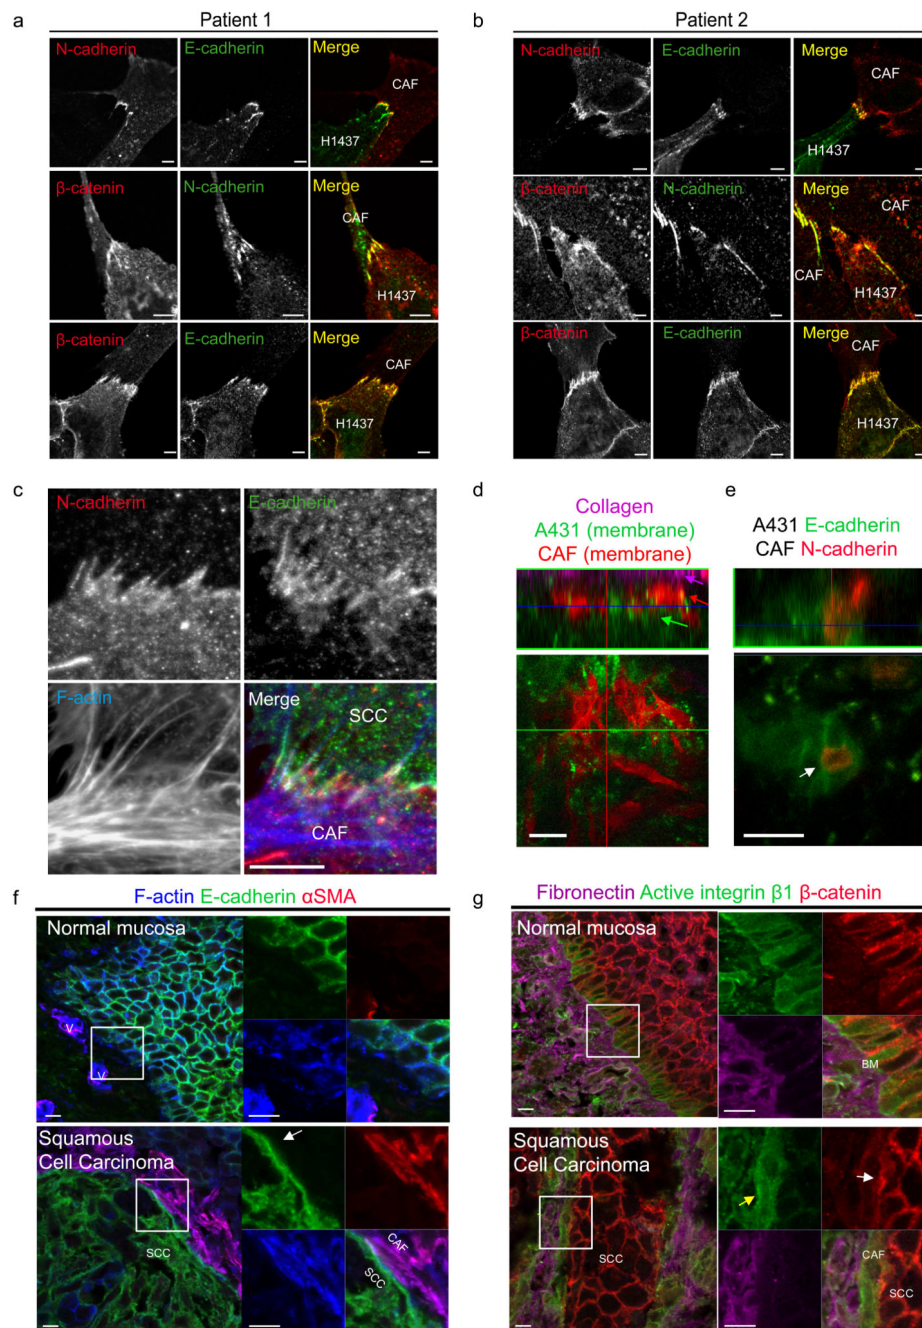 a
Patient 1
N-cadherin
E-cadherin
Merge
CAF
H1437
β-catenin
N-cadherin
Merge
CAF
H1437
β-catenin
E-cadherin
Merge
CAF
H1437
b
Patient 2
N-cadherin
E-cadherin
Merge
CAF
H1437
β-catenin
N-cadherin
Merge
CAF
CAF
H1437
β-catenin
E-cadherin
Merge
CAF
H1437
c
N-cadherin
E-cadherin
F-actin
Merge
SCC
CAF
d
Collagen
A431 (membrane)
CAF (membrane)
e
A431 E-cadherin
CAF N-cadherin
f
F-actin E-cadherin αSMA
Normal mucosa
V
V
Squamous
Cell Carcinoma
SCC
CAF
SCC
g
Fibronectin Active integrin β1 β-catenin
Normal mucosa
BM
Squamous
Cell Carcinoma
SCC
CAF
SCC